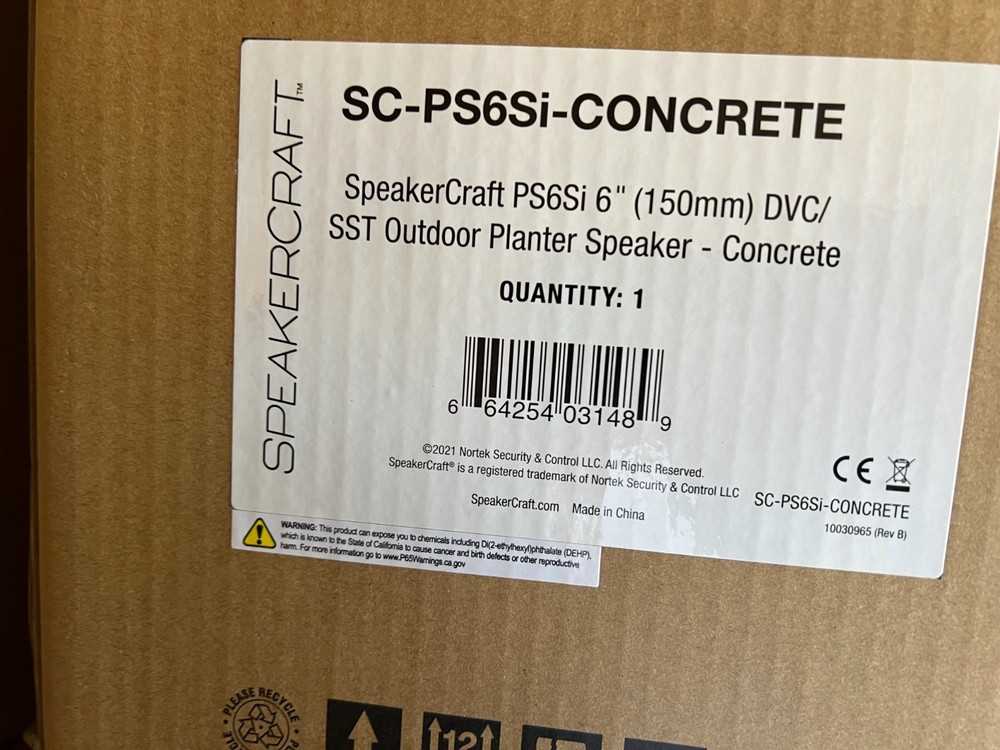 SPEAKERCRAFT™
SC-PS6Si-CONCRETE
SpeakerCraft PS6Si 6" (150mm) DVC/
SST Outdoor Planter Speaker - Concrete
QUANTITY: 1
6 64254 03148 9
©2021 Nortek Security & Control LLC. All Rights Reserved.
SpeakerCraft® is a registered trademark of Nortek Security & Control LLC
SpeakerCraft.com Made in China
CE
SC-PS6Si-CONCRETE
10030965 (Rev B)
WARNING: This product can expose you to chemicals including Di(2-ethylhexyl)phthalate (DEHP),
which is known to the State of California to cause cancer and birth defects or other reproductive
harm. For more information go to www.P65Warnings.ca.gov
PLEASE RECYCLE
12